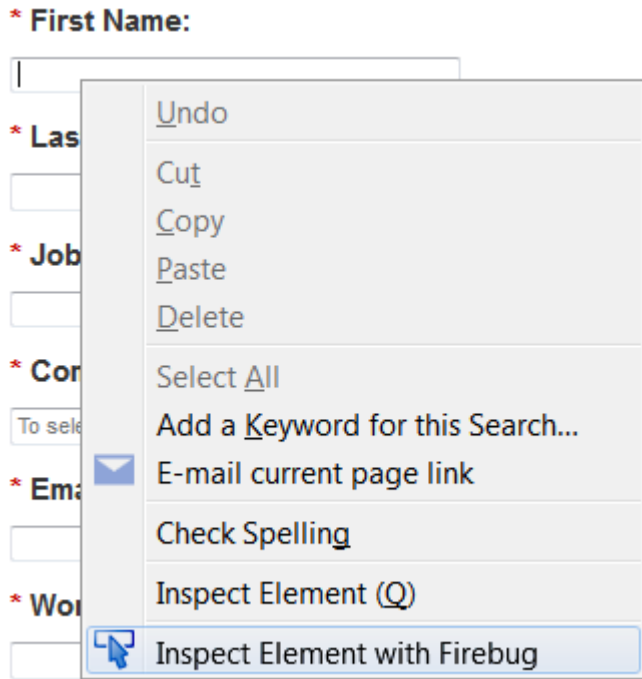 * First Name:
Undo
* Las
Cut
Copy
* Job
Paste
Delete
* Cor
Select All
To sele
Add a Keyword for this Search...
E-mail current page link
* Ema
Check Spelling
Inspect Element (Q)
* Wor
Inspect Element with Firebug